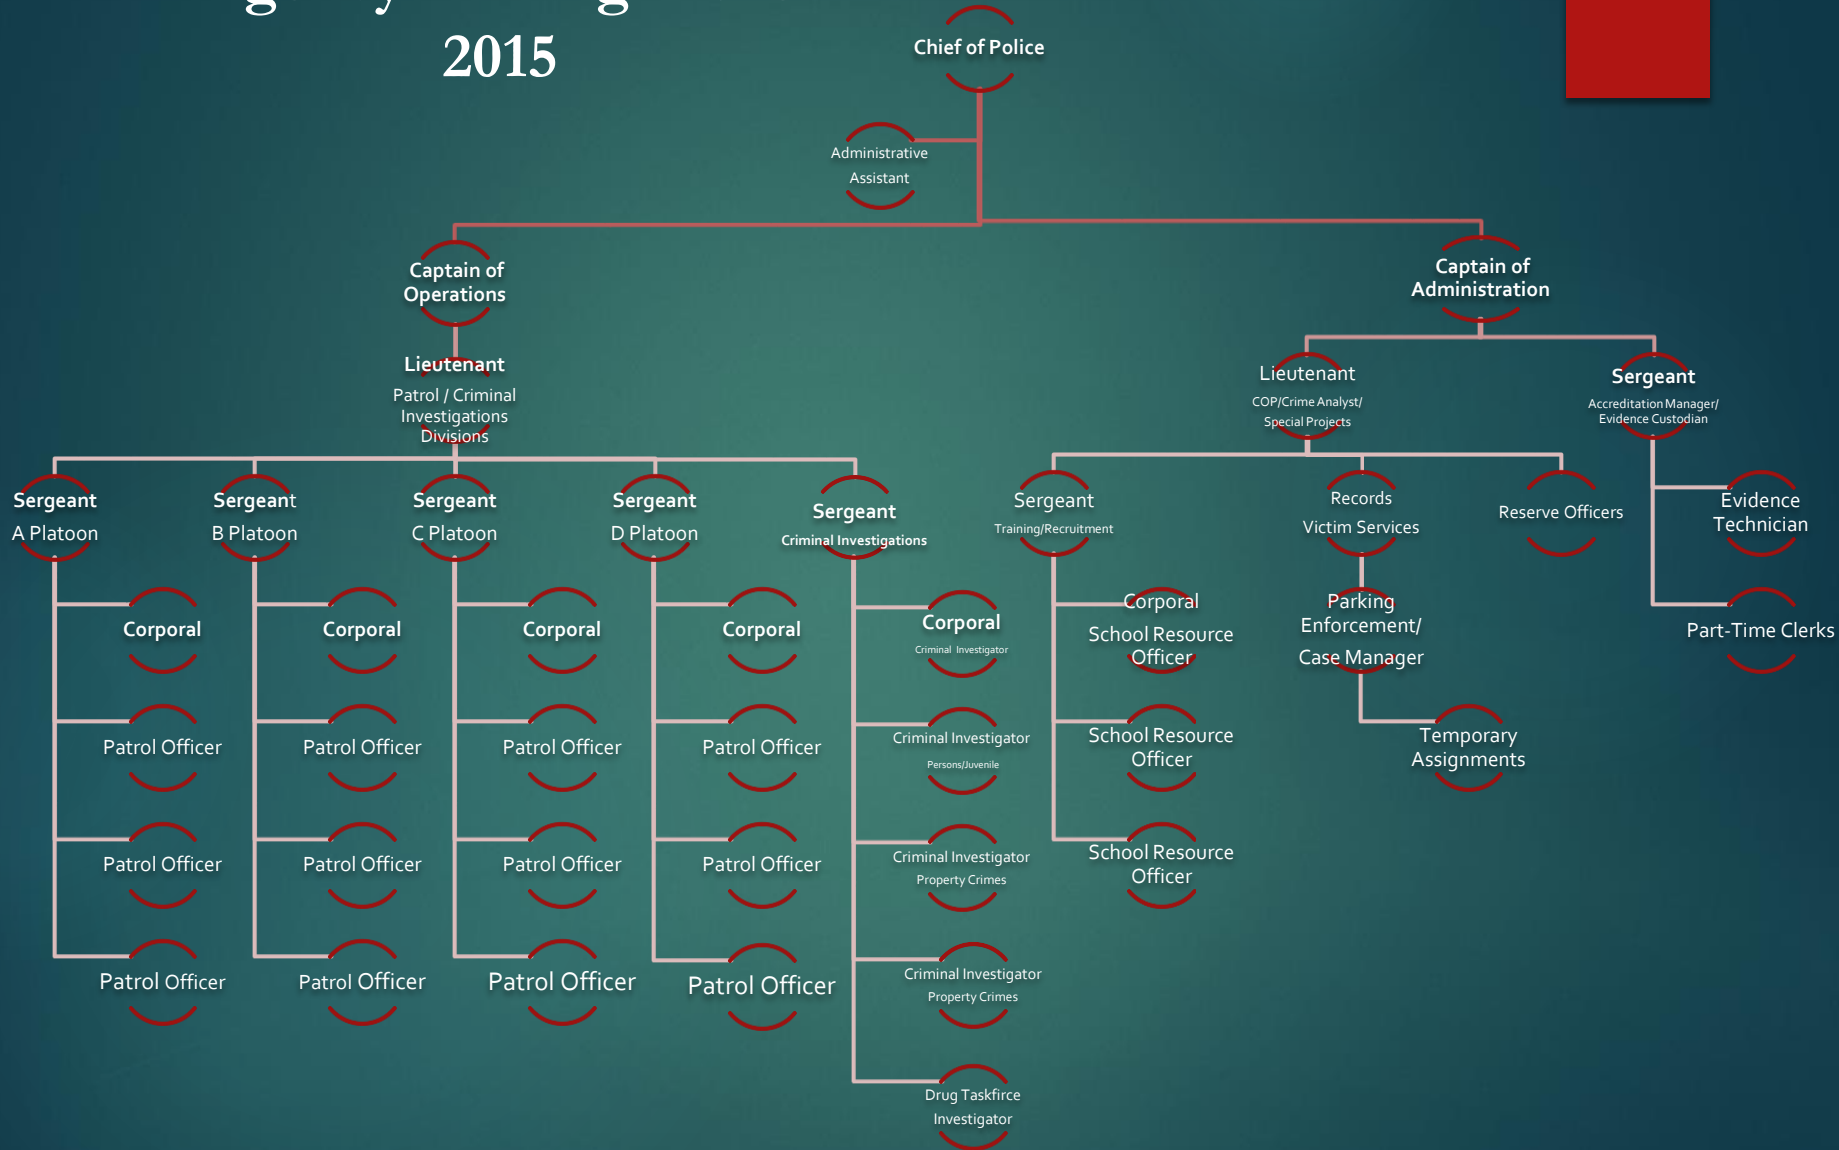 2015
Chief of Police
Administrative
Assistant
Captain of
Operations
Captain of
Administration
Lieutenant
Patrol / Criminal
Investigations
Divisions
Lieutenant
COP/Crime Analyst/
Special Projects
Sergeant
Accreditation Manager/
Evidence Custodian
Sergeant
A Platoon
Sergeant
B Platoon
Sergeant
C Platoon
Sergeant
D Platoon
Sergeant
Criminal Investigations
Sergeant
Training/Recruitment
Records
Victim Services
Reserve Officers
Evidence
Technician
Corporal
Corporal
Corporal
Corporal
Corporal
Criminal Investigator
Corporal
School Resource
Officer
Parking
Enforcement/
Case Manager
Part-Time Clerks
Patrol Officer
Patrol Officer
Patrol Officer
Patrol Officer
Criminal Investigator
Persons/Juvenile
School Resource
Officer
Temporary
Assignments
Patrol Officer
Patrol Officer
Patrol Officer
Patrol Officer
Criminal Investigator
Property Crimes
School Resource
Officer
Patrol Officer
Patrol Officer
Patrol Officer
Patrol Officer
Criminal Investigator
Property Crimes
Drug Taskfirce
Investigator